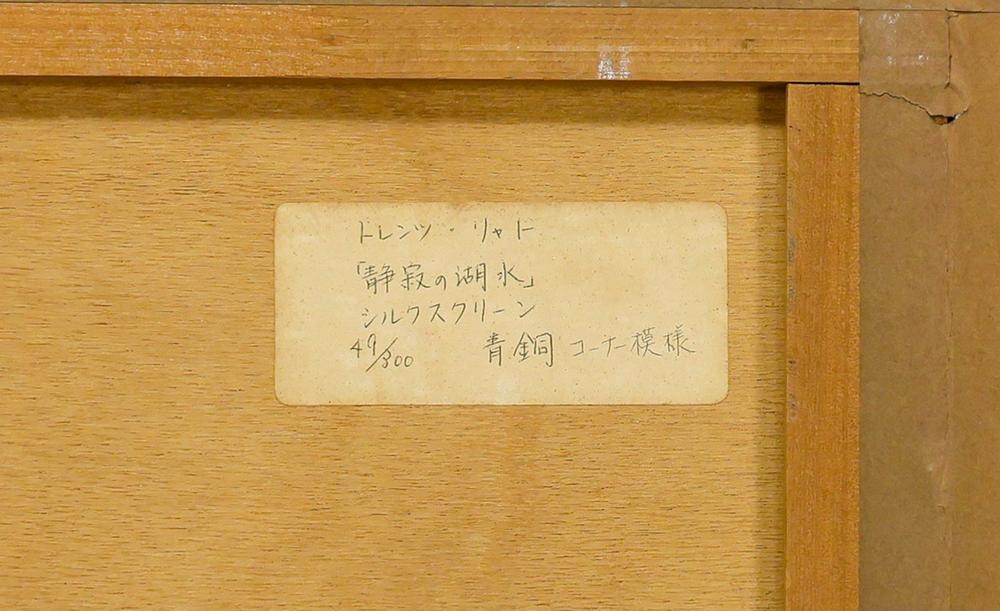 ドレンツ・リャド
「静寂の湖水」
シルクスクリーン
49/300 青銅 コーナー模様